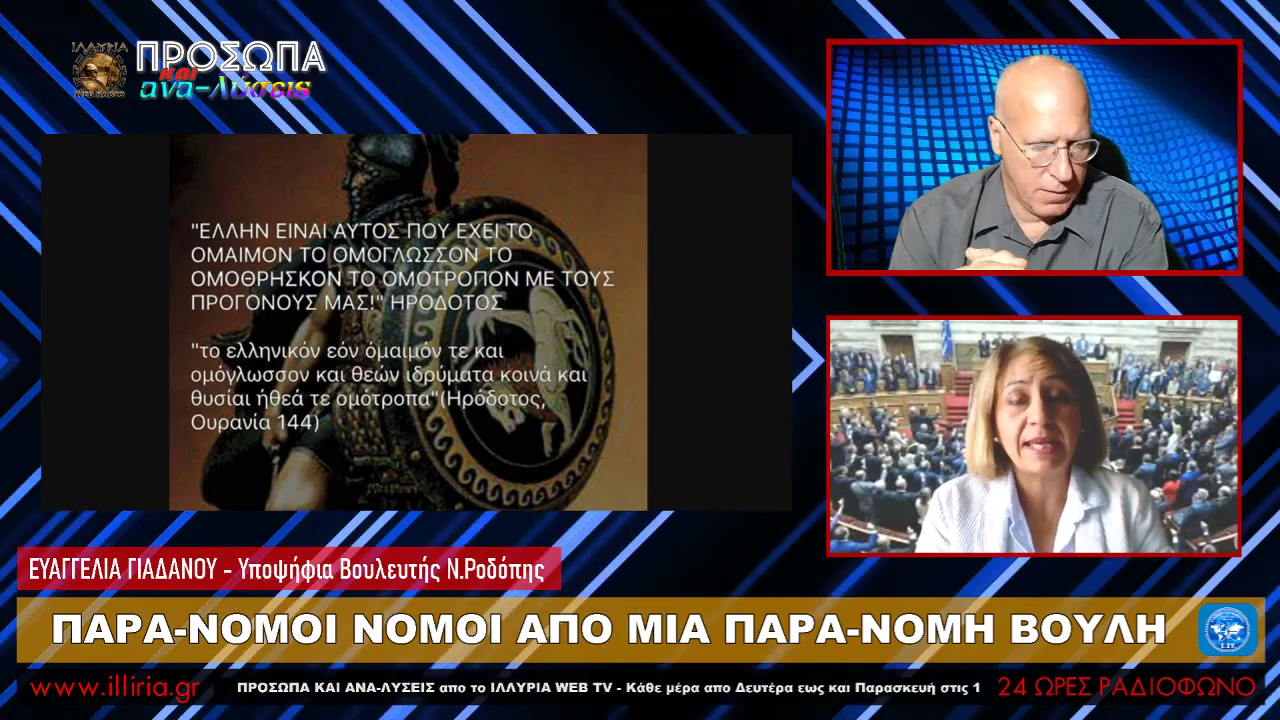 ΙΛΛΥΡΙΑ
WEB RADIO
ΠΡΟΣΩΠΑ
και
ανα-λύσεις
"ΕΛΛΗΝ ΕΙΝΑΙ ΑΥΤΟΣ ΠΟΥ ΕΧΕΙ ΤΟ
ΟΜΑΙΜΟΝ ΤΟ ΟΜΟΓΛΩΣΣΟΝ ΤΟ
ΟΜΟΘΡΗΣΚΟΝ ΤΟ ΟΜΟΤΡΟΠΟΝ ΜΕ ΤΟΥΣ
ΠΡΟΓΟΝΟΥΣ ΜΑΣ!" ΗΡΟΔΟΤΟΣ
"το ελληνικόν εόν όμαιμόν τε και
ομόγλωσσον και θεών ιδρύματα κοινά και
θυσίαι ήθεά τε ομότροπα"(Ηρόδοτος,
Ουρανία 144)
ΕΥΑΓΓΕΛΙΑ ΓΙΑΔΑΝΟΥ - Υποψήφια Βουλευτής Ν.Ροδόπης
ΠΑΡΑ-ΝΟΜΟΙ ΝΟΜΟΙ ΑΠΟ ΜΙΑ ΠΑΡΑ-ΝΟΜΗ ΒΟΥΛΗ
Ε.ΣΥ.
www.illiria.gr ΠΡΟΣΩΠΑ ΚΑΙ ΑΝΑ-ΛΥΣΕΙΣ απο το ΙΛΛΥΡΙΑ WEB TV - Κάθε μέρα απο Δευτέρα εως και Παρασκευή στις 1 24 ΩΡΕΣ ΡΑΔΙΟΦΩΝΟ